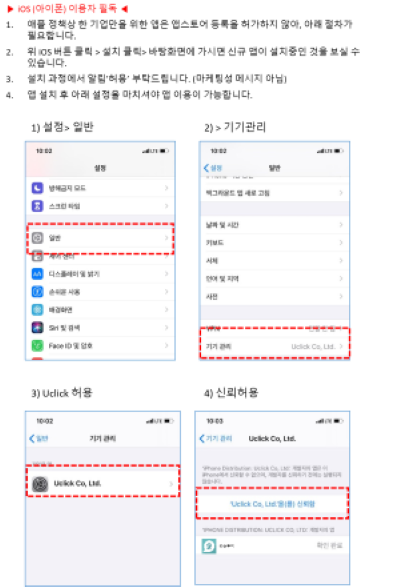 ▶ iOS (아이폰) 이용자 필독 ◀
1. 애플 정책상 한 기업만을 위한 앱은 앱스토어 등록을 허가하지 않아, 아래 절차가
필요합니다.
2. 위 iOS 버튼 클릭 > 설치 클릭> 바탕화면에 가시면 신규 앱이 설치중인 것을 보실 수
있습니다.
3. 설치 과정에서 알림'허용' 부탁드립니다. (마케팅성 메시지 아님)
4. 앱 설치 후 아래 설정을 마치셔야 앱 이용이 가능합니다.
1) 설정> 일반
2) > 기기관리
10:02
LTE
설정
방해금지 모드
스크린 타임
일반
제어 센터
디스플레이 및 밝기
손쉬운 사용
배경화면
Siri 및 검색
Face ID 및 암호
10:02
LTE
설정
일반
백그라운드 앱 새로 고침
날짜 및 시간
키보드
서체
언어 및 지역
사전
VPN
기기 관리
Uclick Co, Ltd.
3) Uclick 허용
4) 신뢰허용
10:02
LTE
일반
기기 관리
Uclick Co, Ltd.
10:03
LTE
기기 관리
Uclick Co, Ltd.
'Uclick Co, Ltd.'을(를) 신뢰함
'IPHONE DISTRIBUTION: UCLICK CO, LTD.' 개발자의 앱
확인 완료